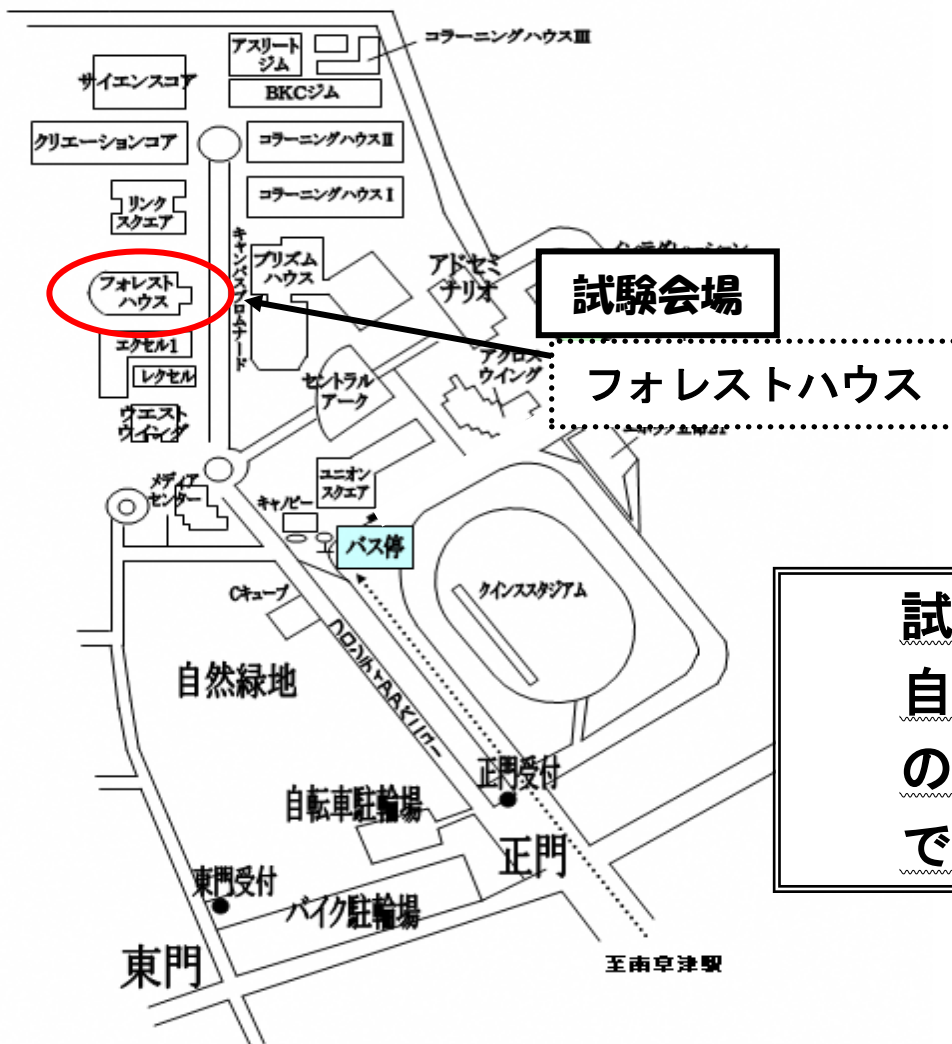 アスリート
ジム
コラーニングハウスⅢ
サイエンスコア
BKCジム
クリエーションコア
コラーニングハウスⅡ
リンク
スクエア
コラーニングハウスⅠ
キャンパスプロムナード
プリズム
ハウス
アドセミ
ナリオ
フォレスト
ハウス
試験会場
フォレストハウス
エクセル1
レクセル
アクロス
ウイング
セントラル
アーク
ウエスト
ウイング
メディア
センター
ユニオン
スクエア
キャノピー
バス停
Cキューブ
クインススタジアム
自然緑地
試
自
の
で
正門受付
自転車駐輪場
正門
東門受付
バイク駐輪場
東門
至南草津駅